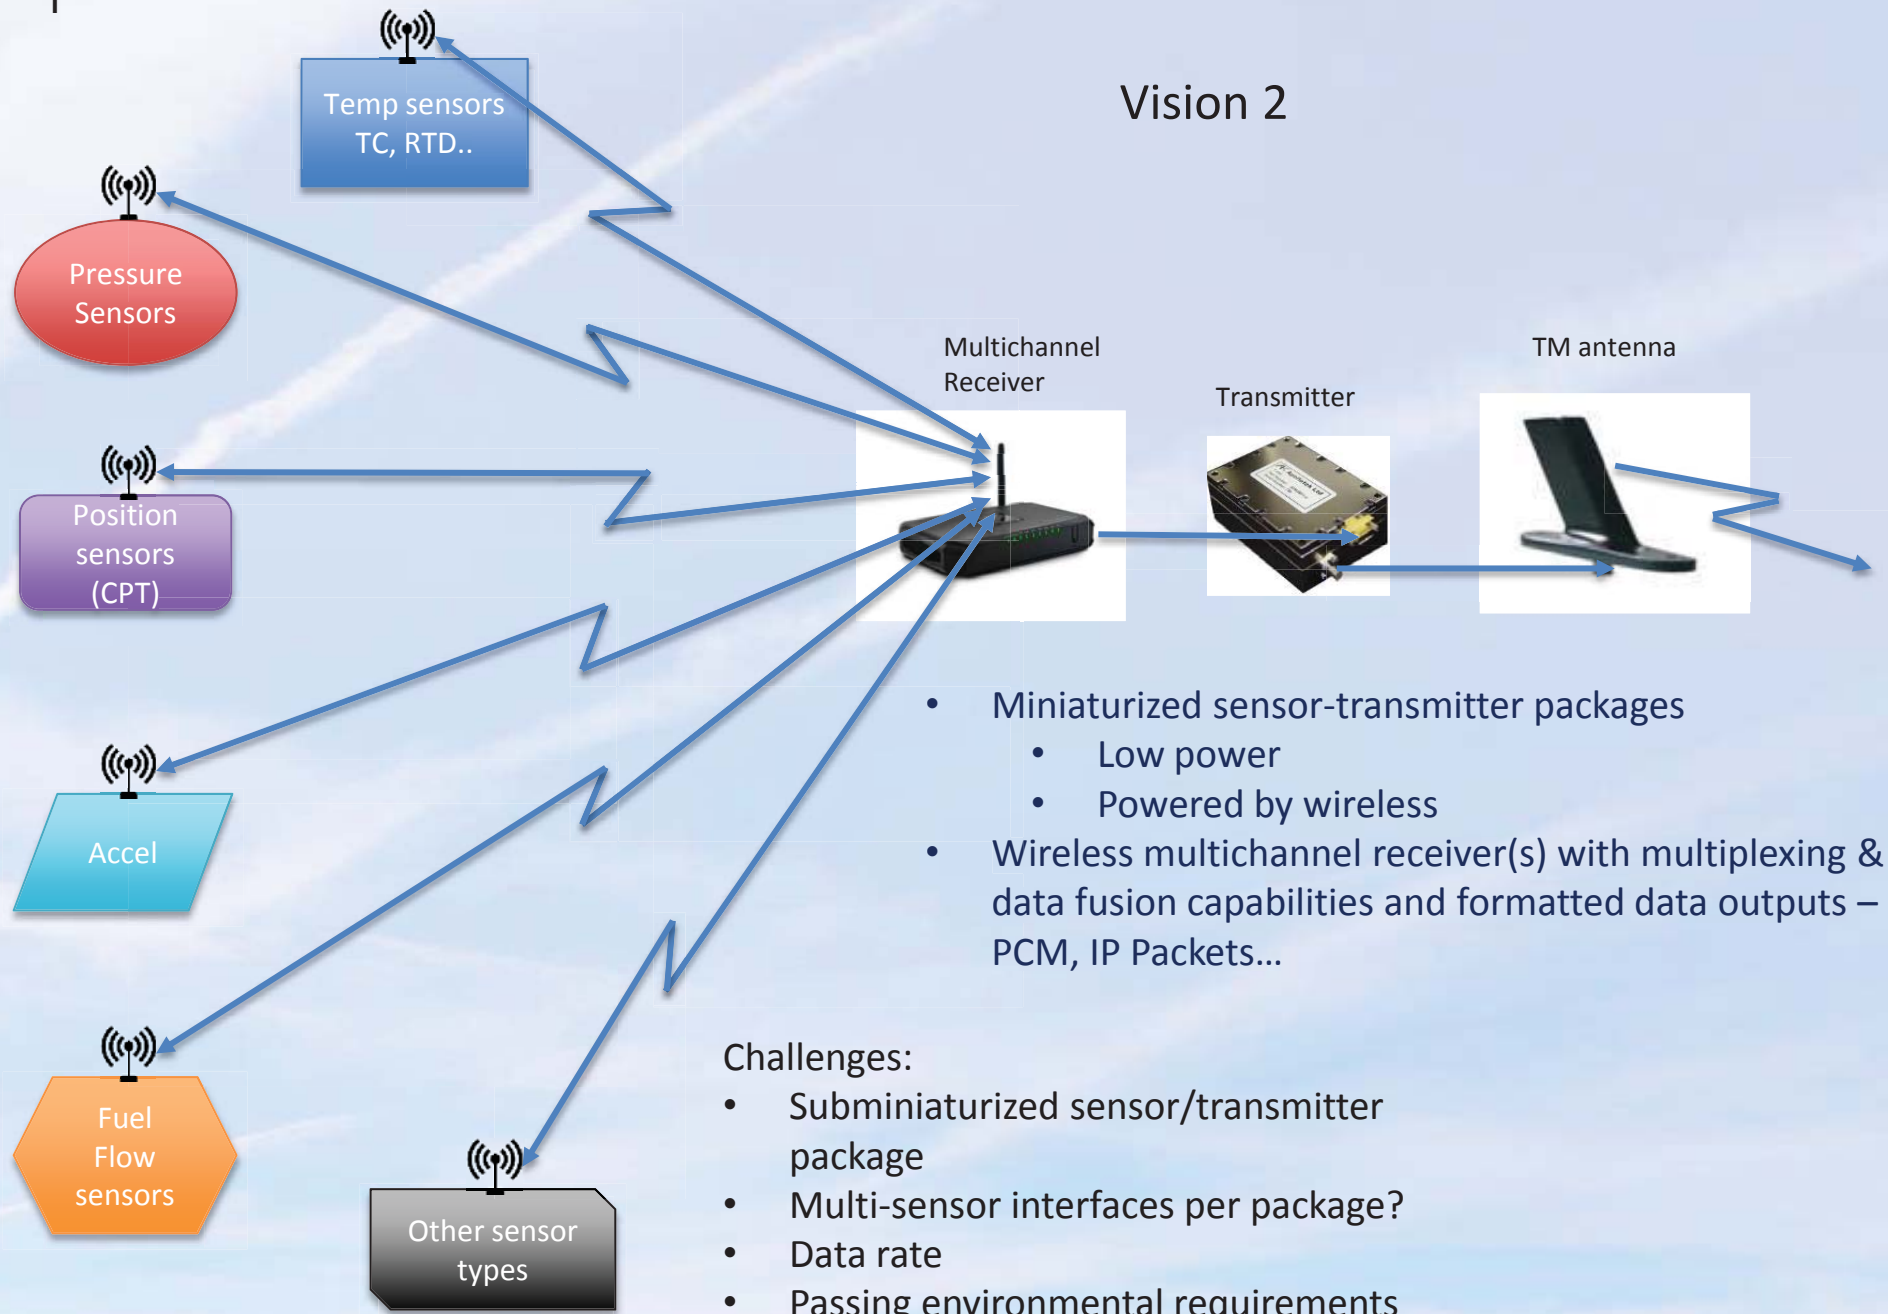 Vision 2
Temp sensors
TC, RTD..
Pressure
Sensors
Position
sensors
(CPT)
Accel
Fuel
Flow
sensors
Other sensor
types
Multichannel
Receiver
Transmitter
TM antenna
• Miniaturized sensor-transmitter packages
• Low power
• Powered by wireless
• Wireless multichannel receiver(s) with multiplexing &
data fusion capabilities and formatted data outputs –
PCM, IP Packets…
Challenges:
• Subminiaturized sensor/transmitter
package
• Multi-sensor interfaces per package?
• Data rate
• Passing environmental requirements